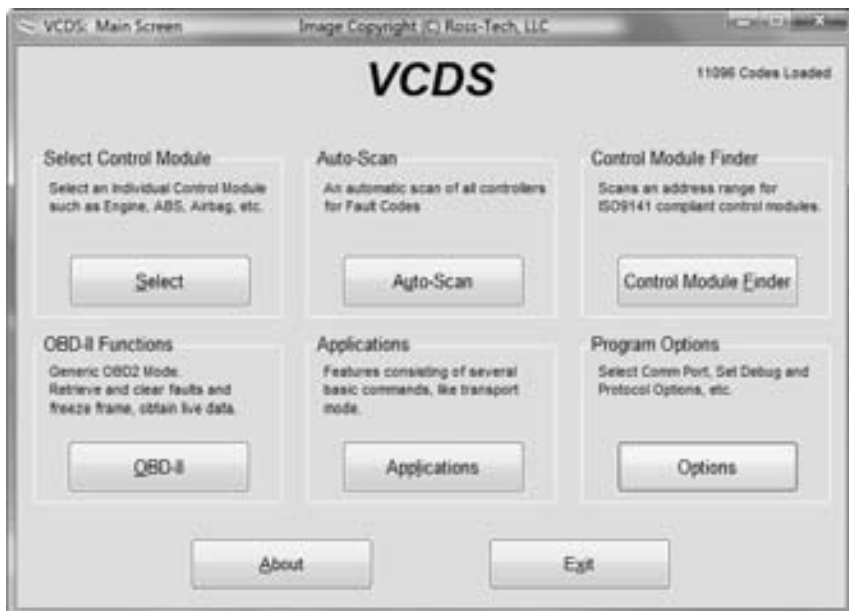 VCDS: Main Screen Image Copyright (C) Ross-Tech, LLC
VCDS
11096 Codes Loaded
Select Control Module
Select an Individual Control Module
such as Engine, ABS, Airbag, etc.
Select
Auto-Scan
An automatic scan of all controllers
for Fault Codes
Auto-Scan
Control Module Finder
Scans an address range for
ISO9141 compliant control modules.
Control Module Finder
OBD-II Functions
Generic OBD2 Mode.
Retrieve and clear faults and
freeze frame, obtain live data.
OBD-II
Applications
Features consisting of several
basic commands, like transport
mode.
Applications
Program Options
Select Comm Port, Set Debug and
Protocol Options, etc.
Options
About
Exit